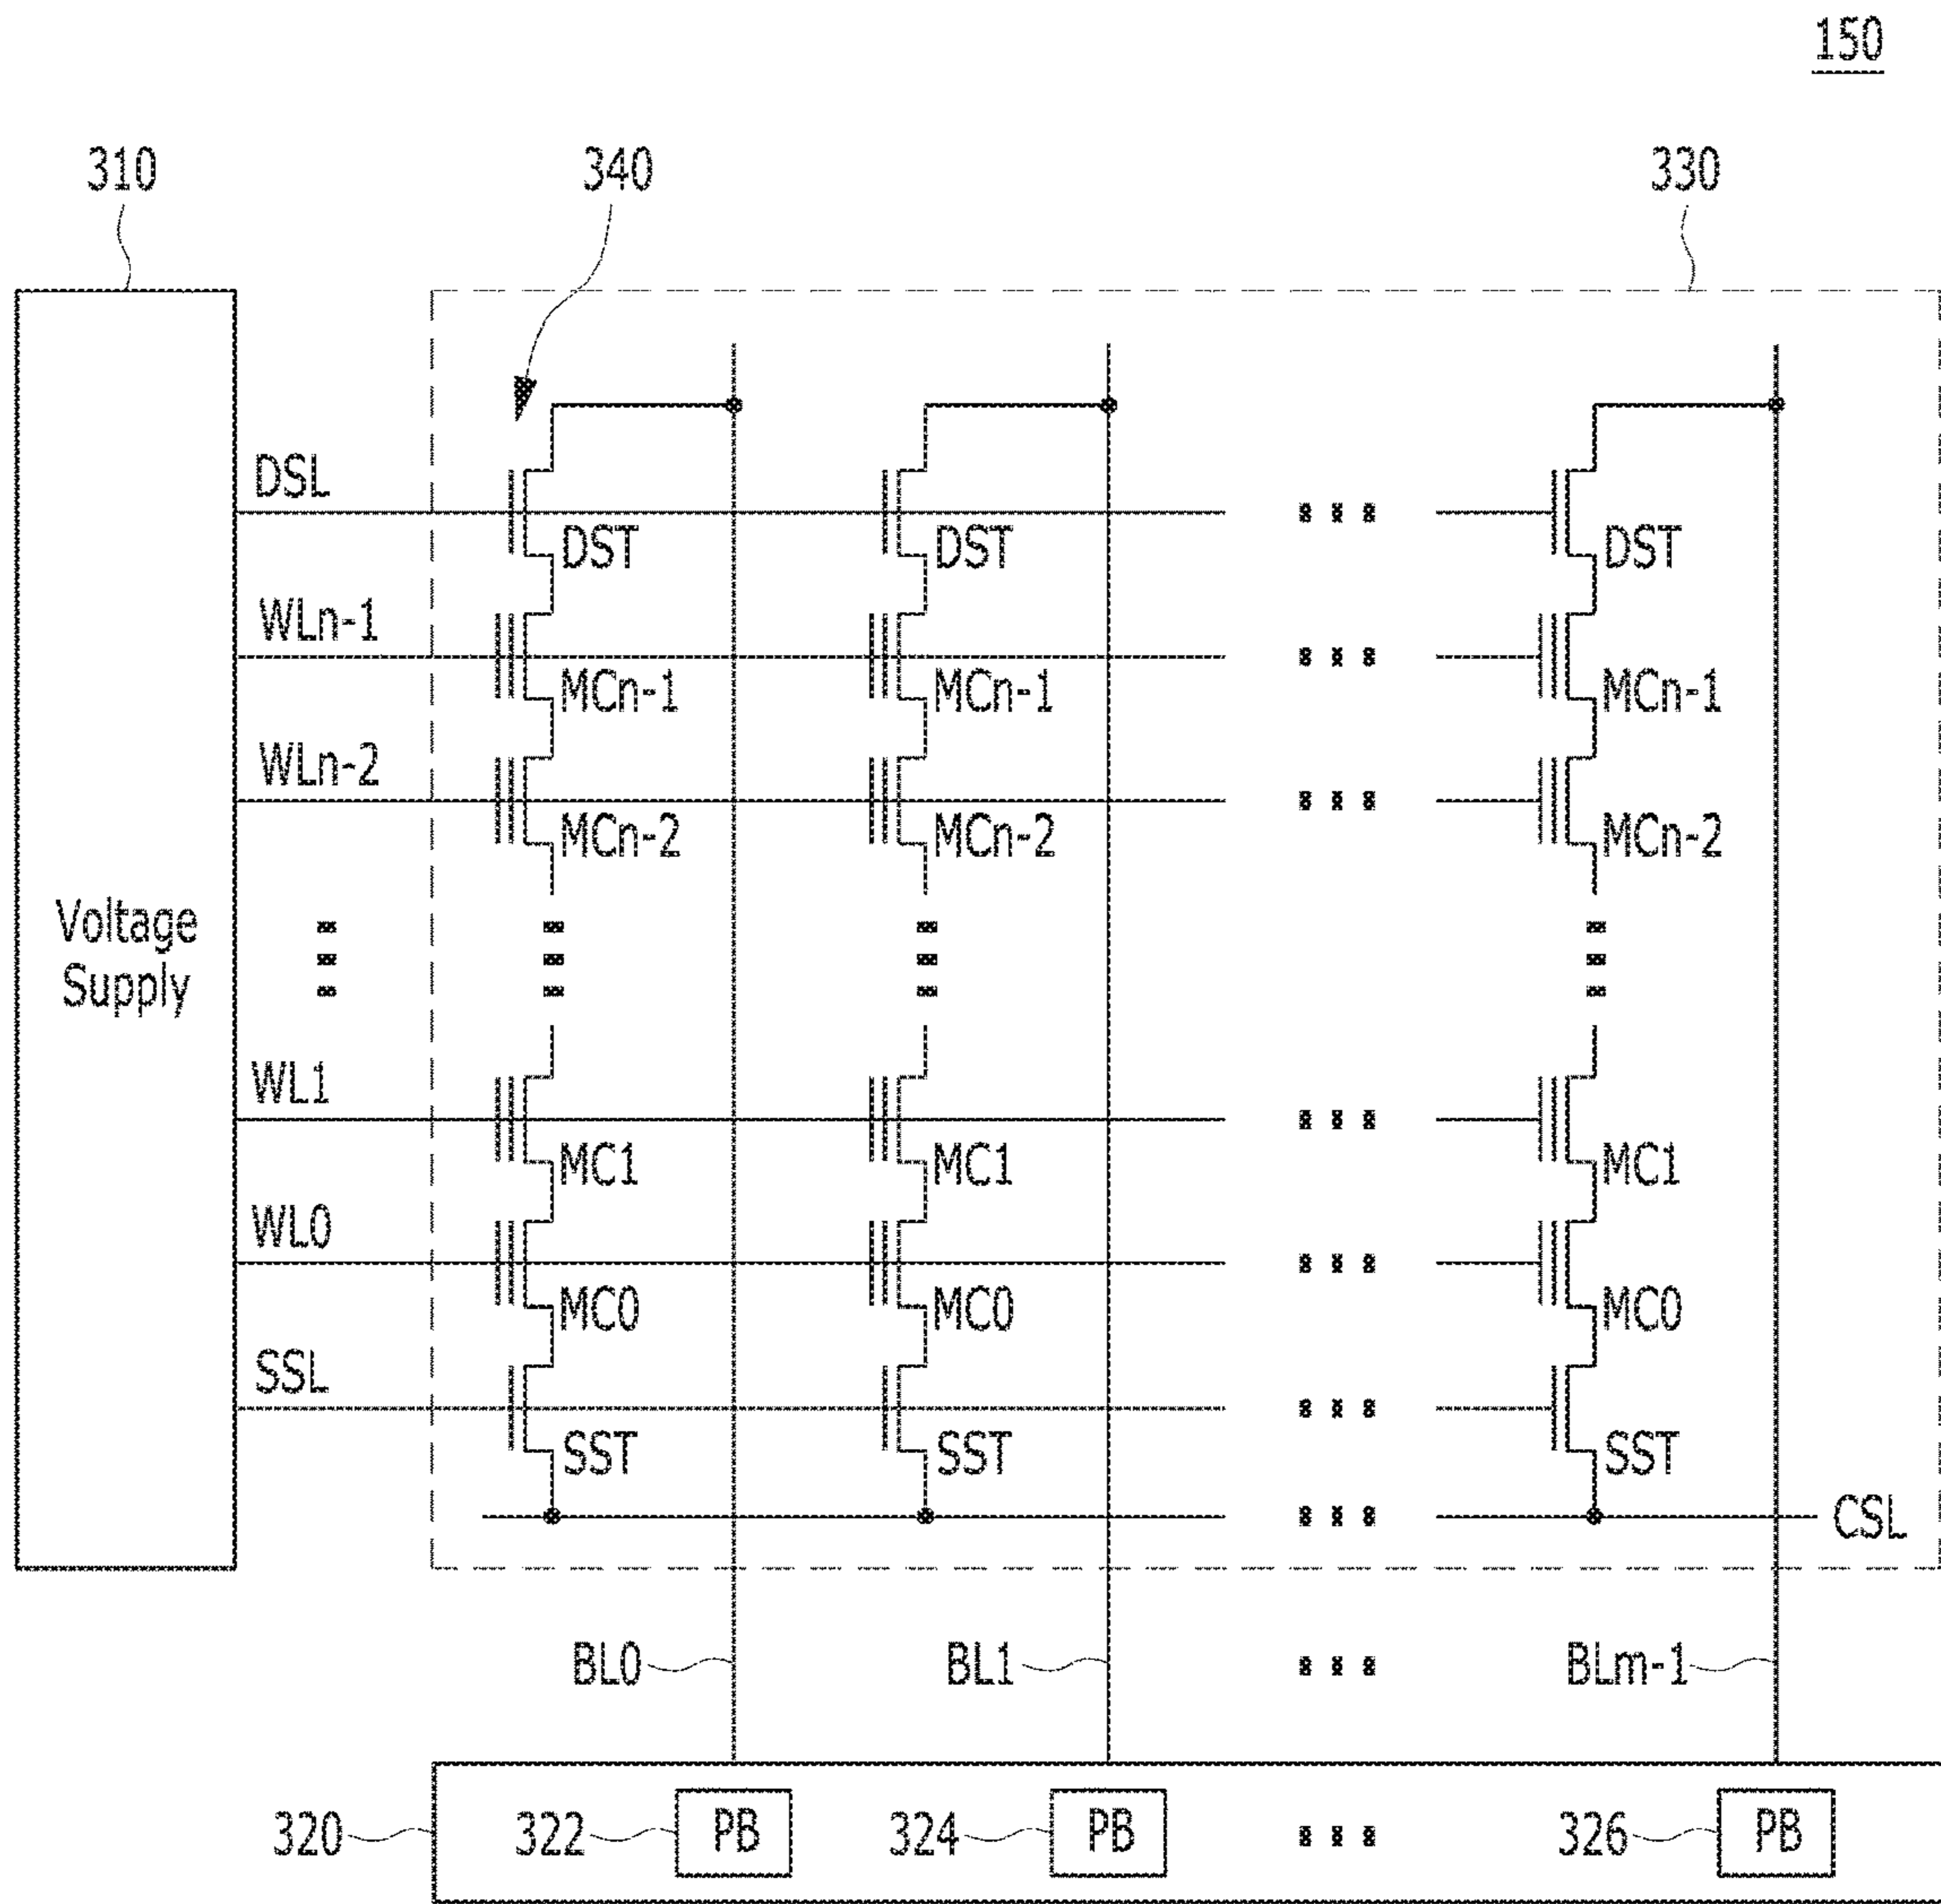 150
310
340
330
DSL
DST DST DST
WLn-1
MCn-1 MCn-1 MCn-1
WLn-2
MCn-2 MCn-2 MCn-2
Voltage
Supply
WL1
MC1 MC1 MC1
WL0
MC0 MC0 MC0
SSL
SST SST SST
CSL
BL0 BL1 BLm-1
320 322 PB 324 PB 326 PB